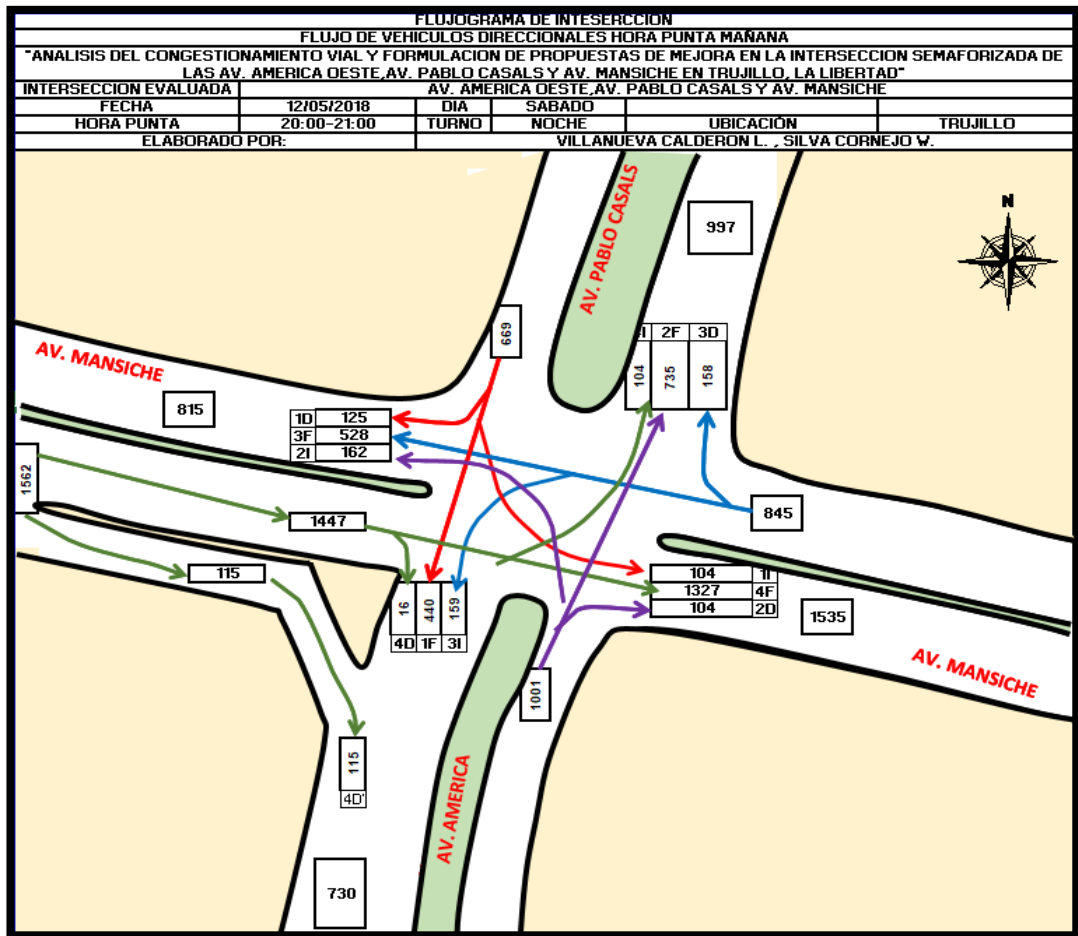 FLUJOGRAMA DE INTESERCCION
FLUJO DE VEHICULOS DIRECCIONALES HORA PUNTA MAÑANA
"ANALISIS DEL CONGESTIONAMIENTO VIAL Y FORMULACION DE PROPUESTAS DE MEJORA EN LA INTERSECCION SEMAFORIZADA DE
LAS AV. AMERICA OESTE,AV. PABLO CASALS Y AV. MANSICHE EN TRUJILLO, LA LIBERTAD"
INTERSECCION EVALUADA AV. AMERICA OESTE,AV. PABLO CASALS Y AV. MANSICHE
FECHA 12/05/2018 DIA SABADO
HORA PUNTA 20:00-21:00 TURNO NOCHE UBICACIÓN TRUJILLO
ELABORADO POR: VILLANUEVA CALDERON L. , SILVA CORNEJO W.
AV. PABLO CASALS
997
N
669
I 2F 3D
104 735 158
AV. MANSICHE
815
1D 125
3F 528
2I 162
1562
1447
845
115
104 1I
1327 4F
104 2D
1535
16 440 159
4D 1F 3I
AV. MANSICHE
1001
115
4D'
AV. AMERICA
730